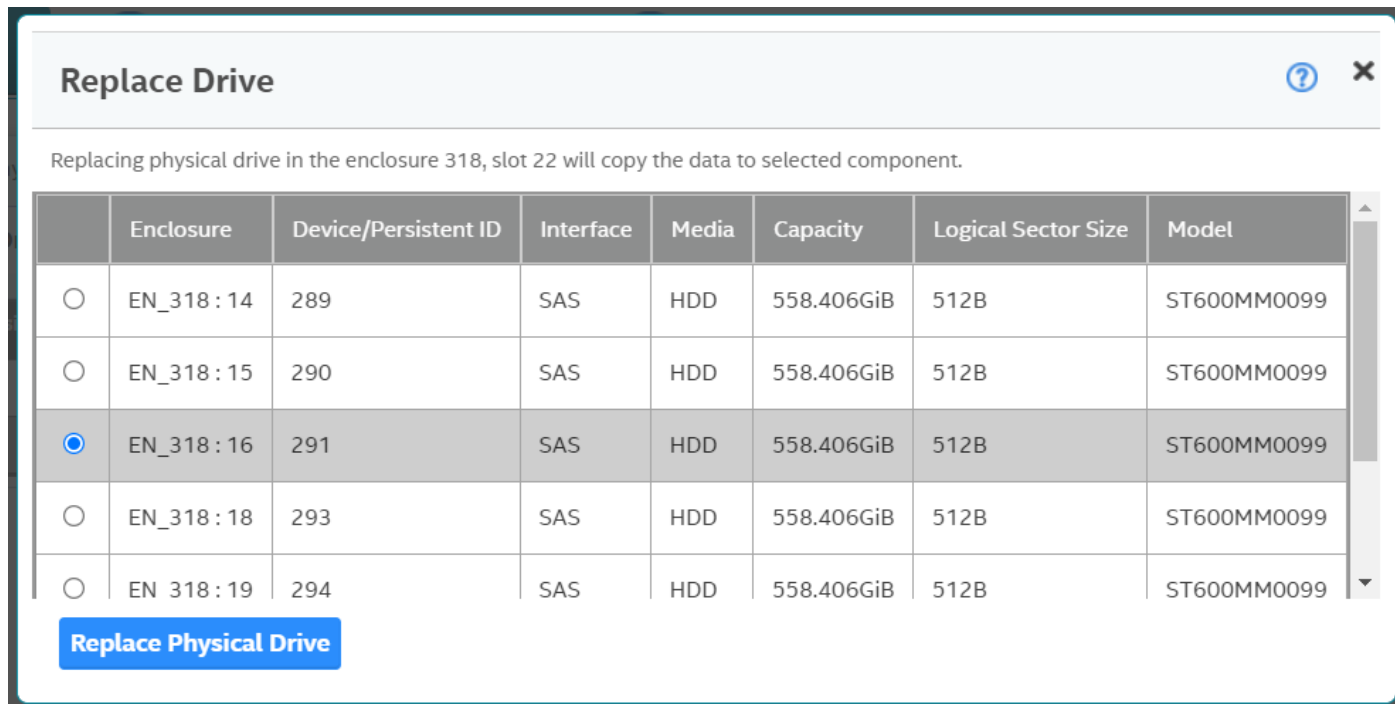 Replace Drive
Replacing physical drive in the enclosure 318, slot 22 will copy the data to selected component.
Enclosure Device/Persistent ID Interface Media Capacity Logical Sector Size Model
EN_318 : 14 289 SAS HDD 558.406GiB 512B ST600MM0099
EN_318 : 15 290 SAS HDD 558.406GiB 512B ST600MM0099
EN_318 : 16 291 SAS HDD 558.406GiB 512B ST600MM0099
EN_318 : 18 293 SAS HDD 558.406GiB 512B ST600MM0099
EN_318 : 19 294 SAS HDD 558.406GiB 512B ST600MM0099
Replace Physical Drive